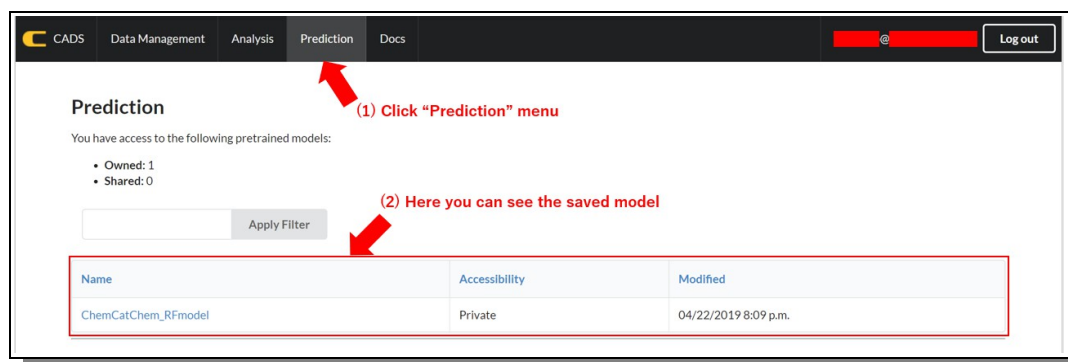 CADS Data Management Analysis Prediction Docs @ Log out
Prediction
(1) Click “Prediction” menu
You have access to the following pretrained models:
• Owned: 1
• Shared: 0
(2) Here you can see the saved model
Apply Filter
Name Accessibility Modified
ChemCatChem_RFmodel Private 04/22/2019 8:09 p.m.